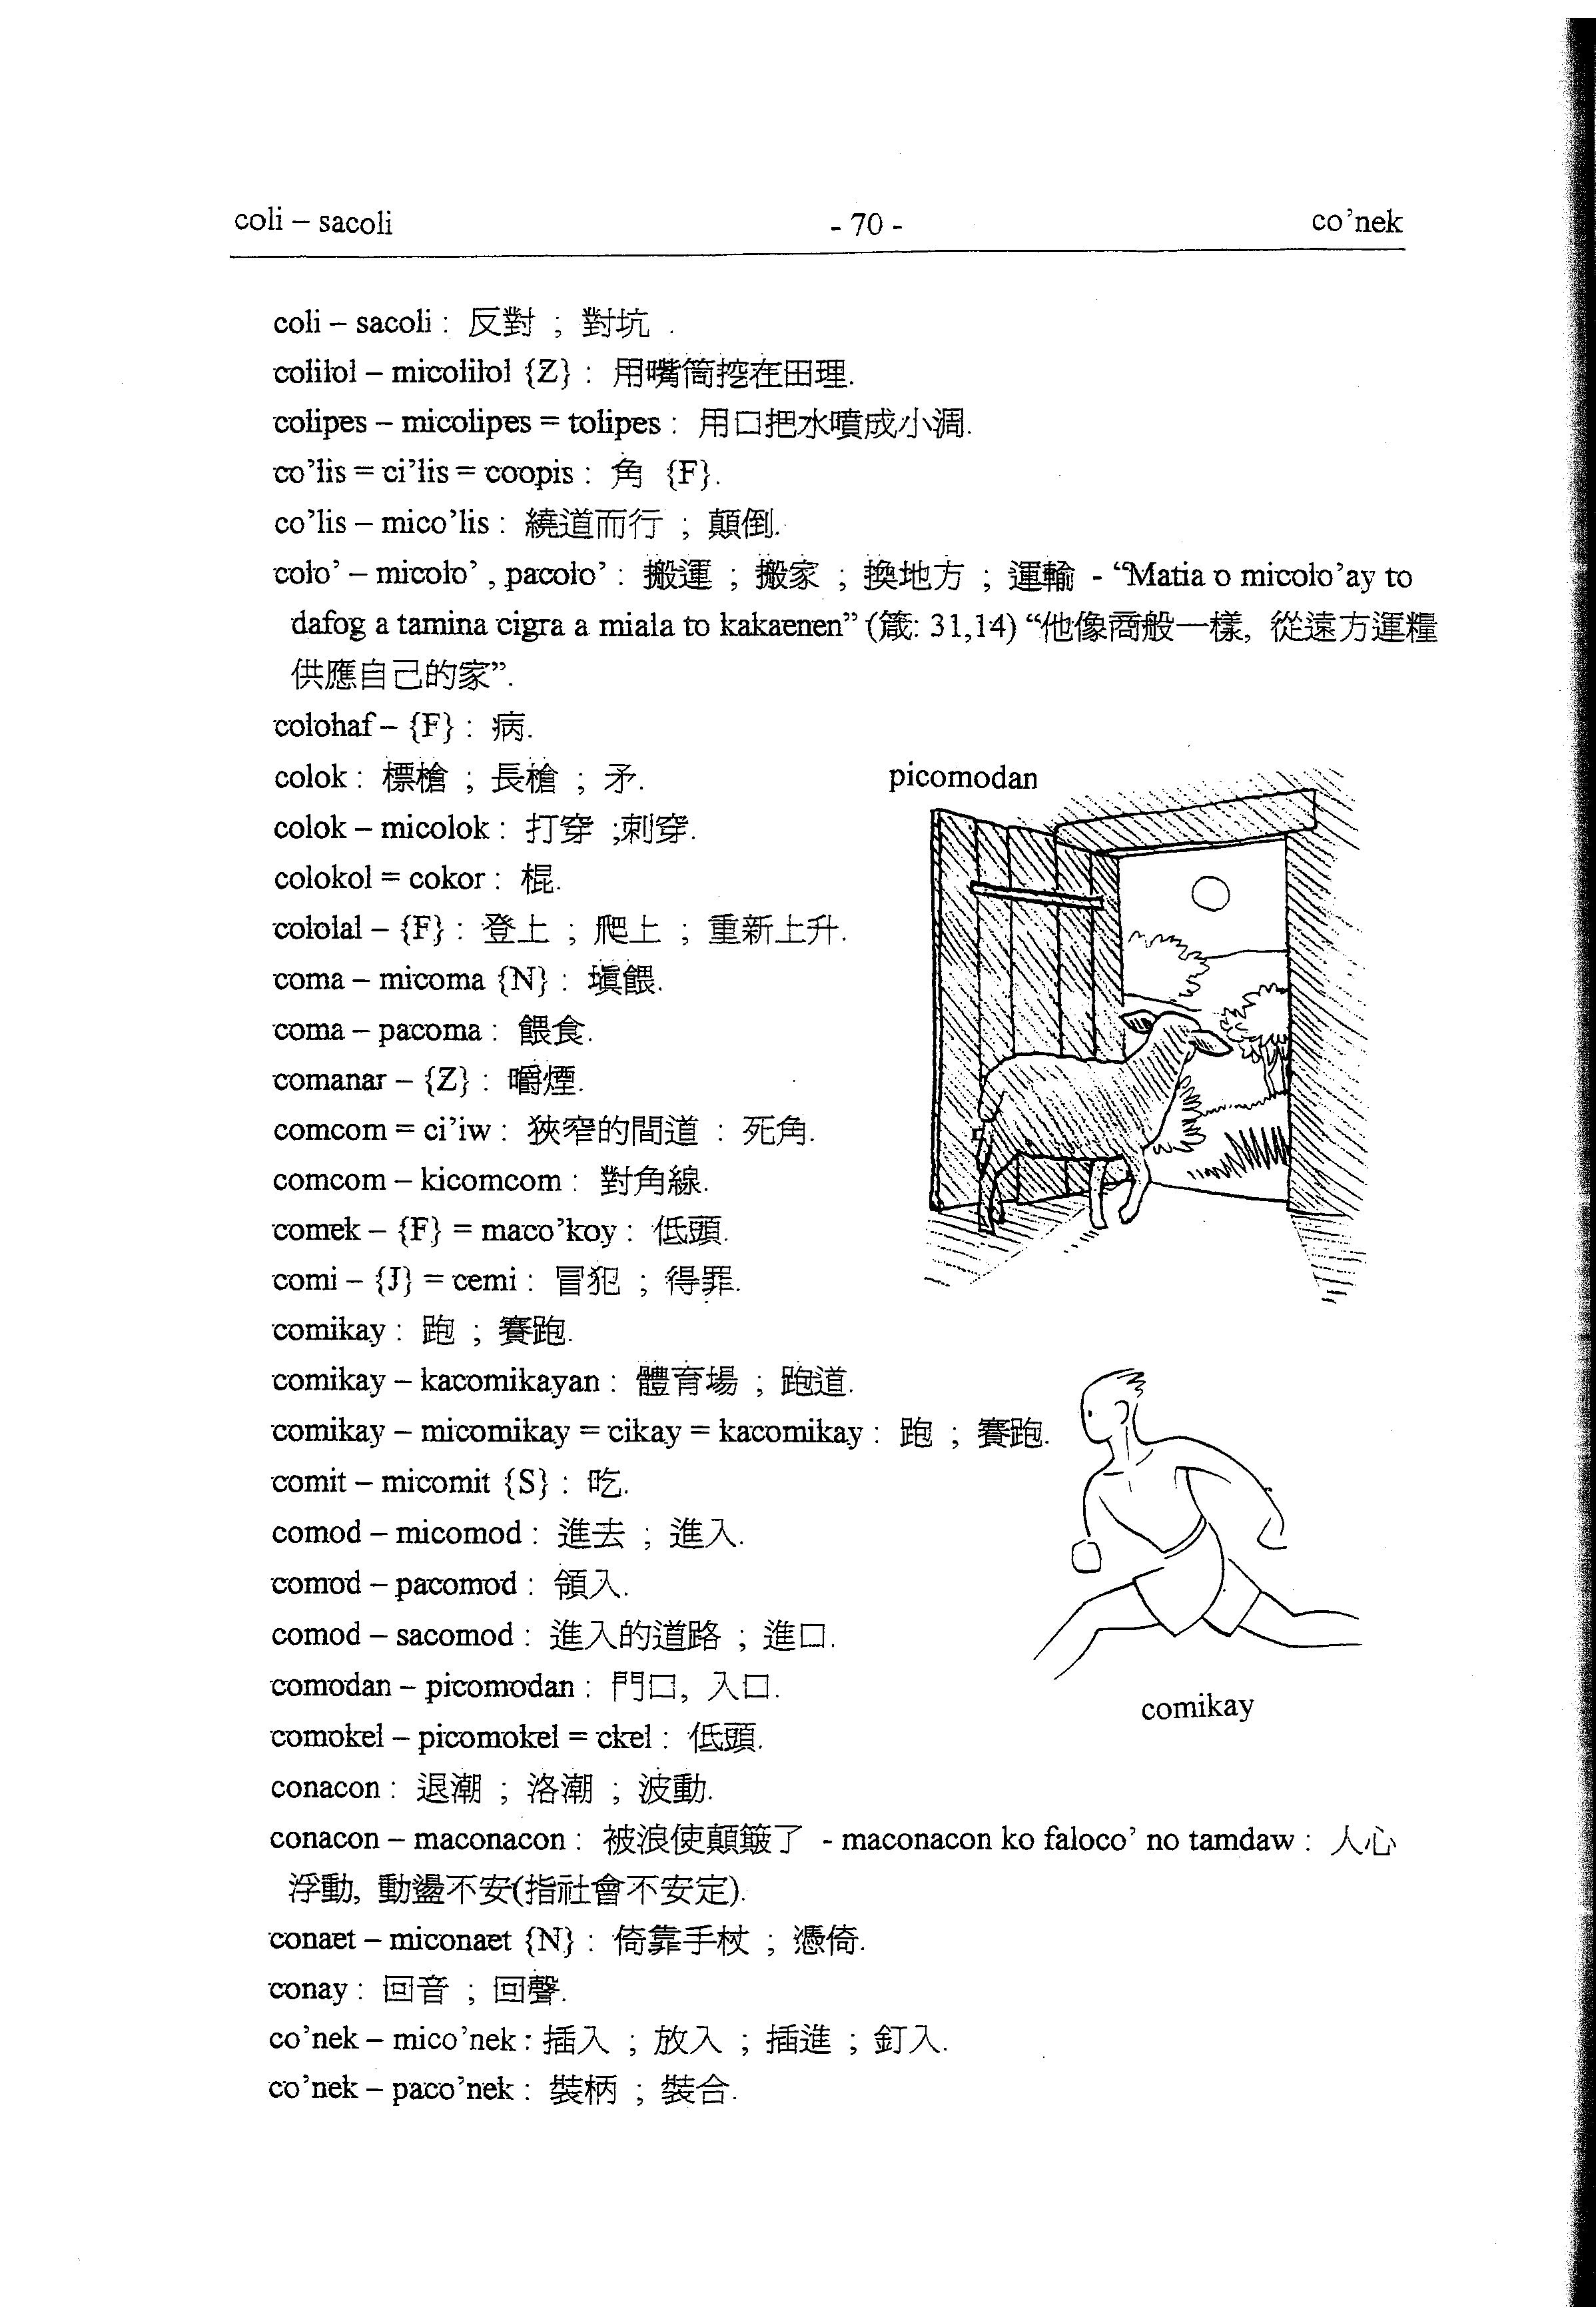 coli – sacoli - 70 - co’nek
coli – sacoli : 反對 ; 對坑 .
colilol – micolilol {Z} : 用嘴筒挖在田理.
colipes – micolipes = tolipes : 用口把水噴成小凋.
co’lis = ci’lis = coopis : 角 {F}.
co’lis – mico’lis : 繞道而行 ; 顛倒.
colo’ – micolo’ , pacolo’ : 搬運 ; 搬家 ; 換地方 ; 運輸 - “Matia o micolo’ay to
dafog a tamina cigra a miala to kakaenen” (箴: 31,14) “他像商般一樣, 從遠方運糧
供應自己的家”.
colohaf – {F} : 病.
colok : 標槍 ; 長槍 ; 矛.
picomodan
colok – micolok : 打穿 ;刺穿.
colokol = cokor : 棍.
cololal – {F} : 登上 ; 爬上 ; 重新上升.
coma – micoma {N} : 填餵.
coma – pacoma : 餵食.
comanar – {Z} : 嚼煙.
comcom = ci’iw : 狹窄的間道 : 死角.
comcom – kicomcom : 對角線.
comek – {F} = maco’koy : 低頭.
comi – {J} = cemi : 冒犯 ; 得罪.
comikay : 跑 ; 賽跑.
comikay – kacomikayan : 體育場 ; 跑道.
comikay – micomikay = cikay = kacomikay : 跑 ; 賽跑.
comit – micomit {S} : 吃.
comod – micomod : 進去 ; 進入.
comod – pacomod : 領入.
comod – sacomod : 進入的道路 ; 進口.
comodan – picomodan : 門口, 入口.
comikay
comokel – picomokel = ckel : 低頭.
conacon : 退潮 ; 洛潮 ; 波動.
conacon – maconacon : 被浪使顛簸了 - maconacon ko faloco’ no tamdaw : 人心
浮動, 動盪不安(指社會不安定).
conaet – miconaet {N} : 倚靠手杖 ; 憑倚.
conay : 回音 ; 回聲.
co’nek – mico’nek : 插入 ; 放入 ; 插進 ; 釘入.
co’nek – paco’nek : 裝柄 ; 裝合.